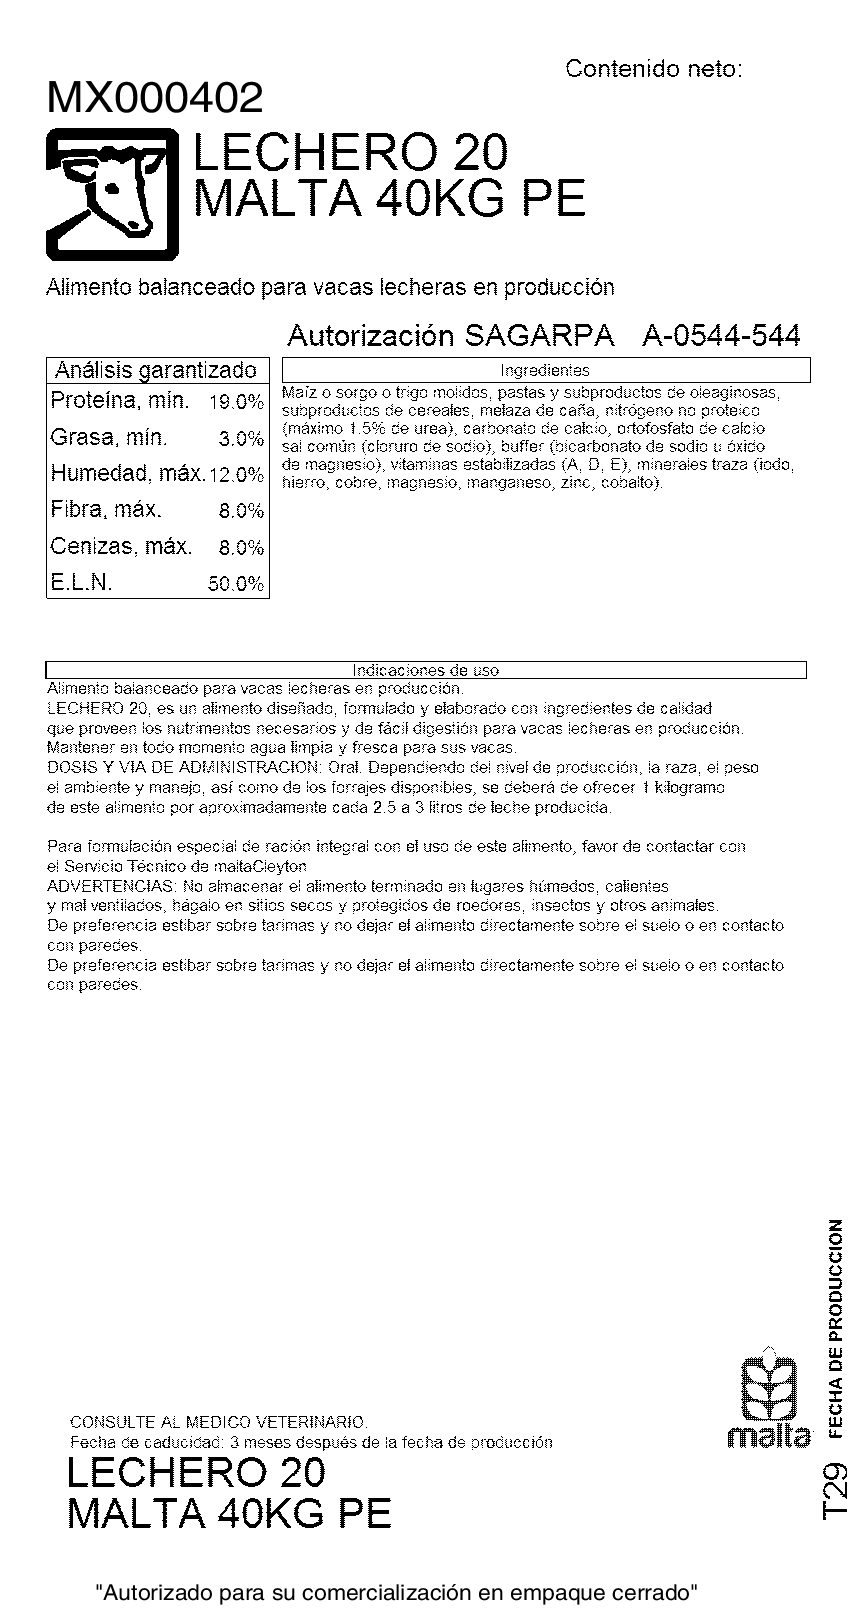 Contenido neto:
MX000402
LECHERO 20
MALTA 40KG PE
Alimento balanceado para vacas lecheras en producción
Autorización SAGARPA A-0544-544
Análisis garantizado
Proteína, mín. 19.0%
Grasa, mín. 3.0%
Humedad, máx. 12.0%
Fibra, máx. 8.0%
Cenizas, máx. 8.0%
E.L.N. 50.0%
Ingredientes
Maíz o sorgo o trigo molidos, pastas y subproductos de oleaginosas,
subproductos de cereales, melaza de caña, nitrógeno no proteico
(máximo 1.5% de urea), carbonato de calcio, ortofosfato de calcio
sal común (cloruro de sodio), buffer (bicarbonato de sodio u óxido
de magnesio), vitaminas estabilizadas (A, D, E), minerales traza (iodo,
hierro, cobre, magnesio, manganeso, zinc, cobalto).
Indicaciones de uso
Alimento balanceado para vacas lecheras en producción.
LECHERO 20, es un alimento diseñado, formulado y elaborado con ingredientes de calidad
que proveen los nutrimentos necesarios y de fácil digestión para vacas lecheras en producción.
Mantener en todo momento agua limpia y fresca para sus vacas.
DOSIS Y VIA DE ADMINISTRACION: Oral. Dependiendo del nivel de producción, la raza, el peso
el ambiente y manejo, así como de los forrajes disponibles, se deberá de ofrecer 1 kilogramo
de este alimento por aproximadamente cada 2.5 a 3 litros de leche producida.
Para formulación especial de ración integral con el uso de este alimento, favor de contactar con
el Servicio Técnico de maltaCleyton
ADVERTENCIAS: No almacenar el alimento terminado en lugares húmedos, calientes
y mal ventilados, hágalo en sitios secos y protegidos de roedores, insectos y otros animales.
De preferencia estibar sobre tarimas y no dejar el alimento directamente sobre el suelo o en contacto
con paredes.
De preferencia estibar sobre tarimas y no dejar el alimento directamente sobre el suelo o en contacto
con paredes.
FECHA DE PRODUCCION
malta
CONSULTE AL MEDICO VETERINARIO.
Fecha de caducidad: 3 meses después de la fecha de producción
LECHERO 20
MALTA 40KG PE
T29
"Autorizado para su comercialización en empaque cerrado"